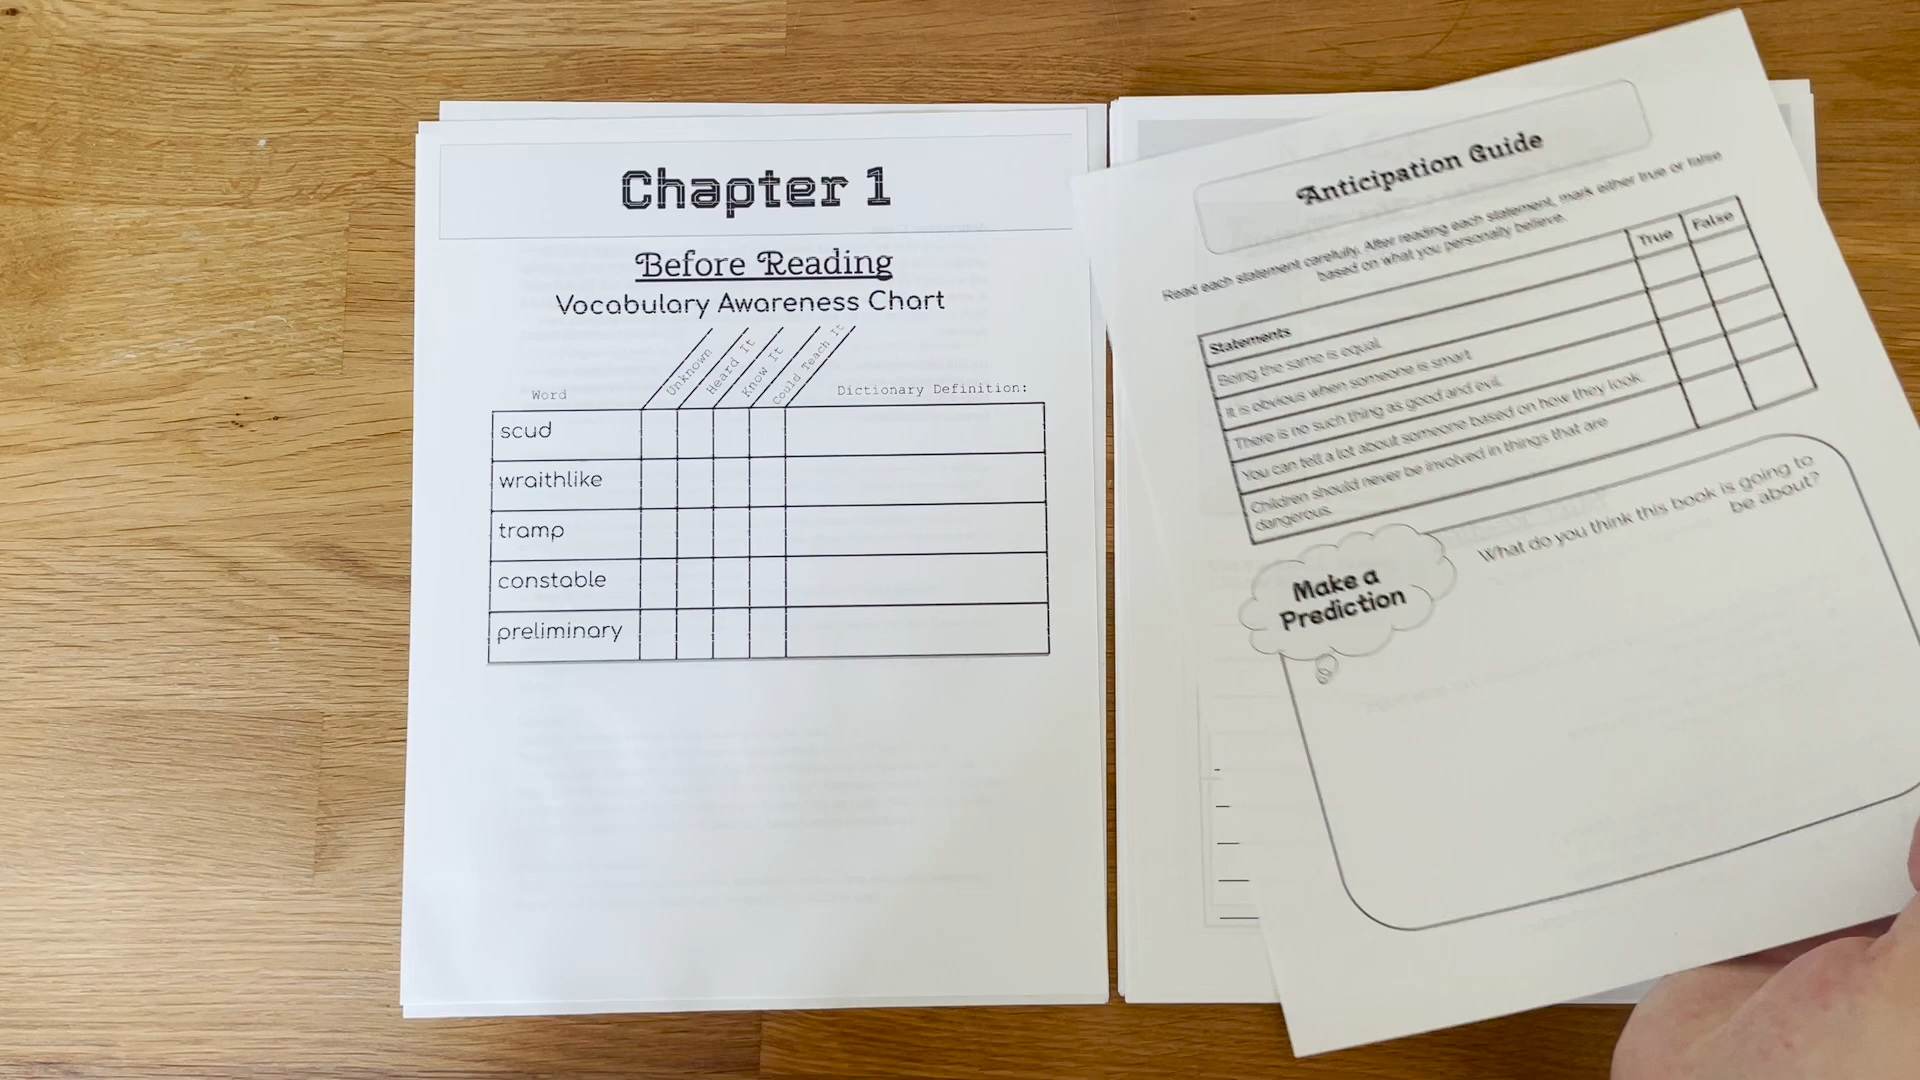 Chapter 1
Before Reading
Vocabulary Awareness Chart
Word
Unknown
Heard It
Know It
Could Teach It
Dictionary Definition:
scud
wraithlike
tramp
constable
preliminary
Anticipation Guide
Read each statement carefully. After reading each statement, mark either true or false
based on what you personally believe.
Statements
True
False
Being the same is equal.
It is obvious when someone is smart.
There is no such thing as good and evil.
You can tell a lot about someone based on how they look.
Children should never be involved in things that are
dangerous.
Make a
Prediction
What do you think this book is going to
be about?